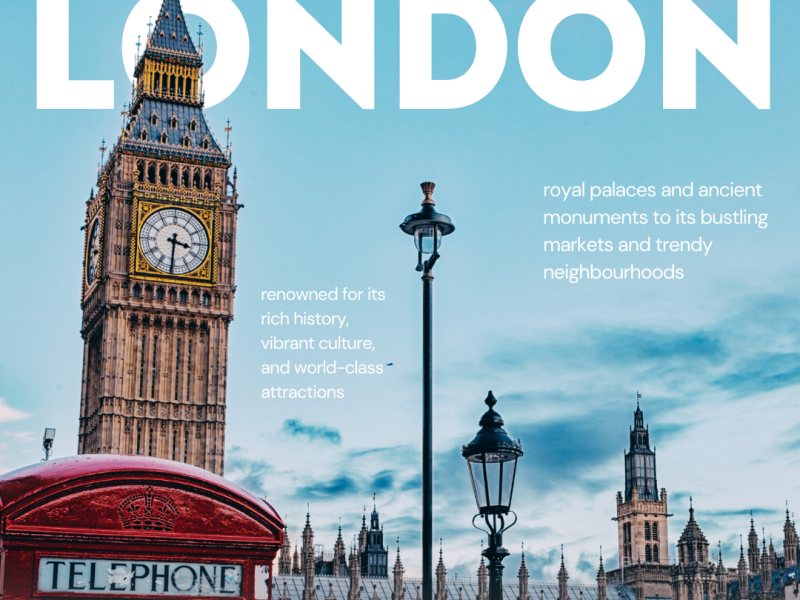 LONDON
royal palaces and ancient
monuments to its bustling
markets and trendy
neighbourhoods
renowned for its
rich history,
vibrant culture,
and world-class
attractions
TELEPHONE